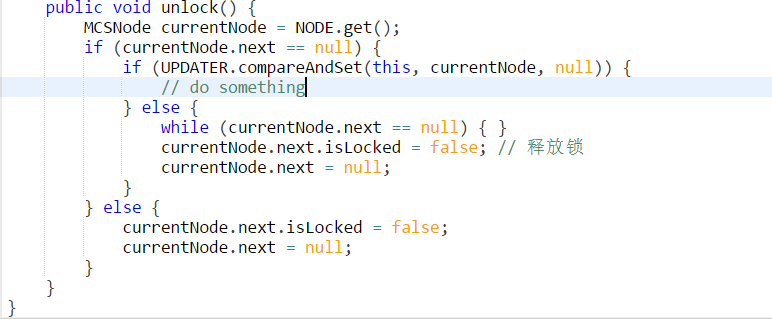 public void unlock() {
MCSNode currentNode = NODE.get();
if (currentNode.next == null) {
if (UPDATER.compareAndSet(this, currentNode, null)) {
// do something
} else {
while (currentNode.next == null) { }
currentNode.next.isLocked = false; // 释放锁
currentNode.next = null;
}
} else {
currentNode.next.isLocked = false;
currentNode.next = null;
}
}
}